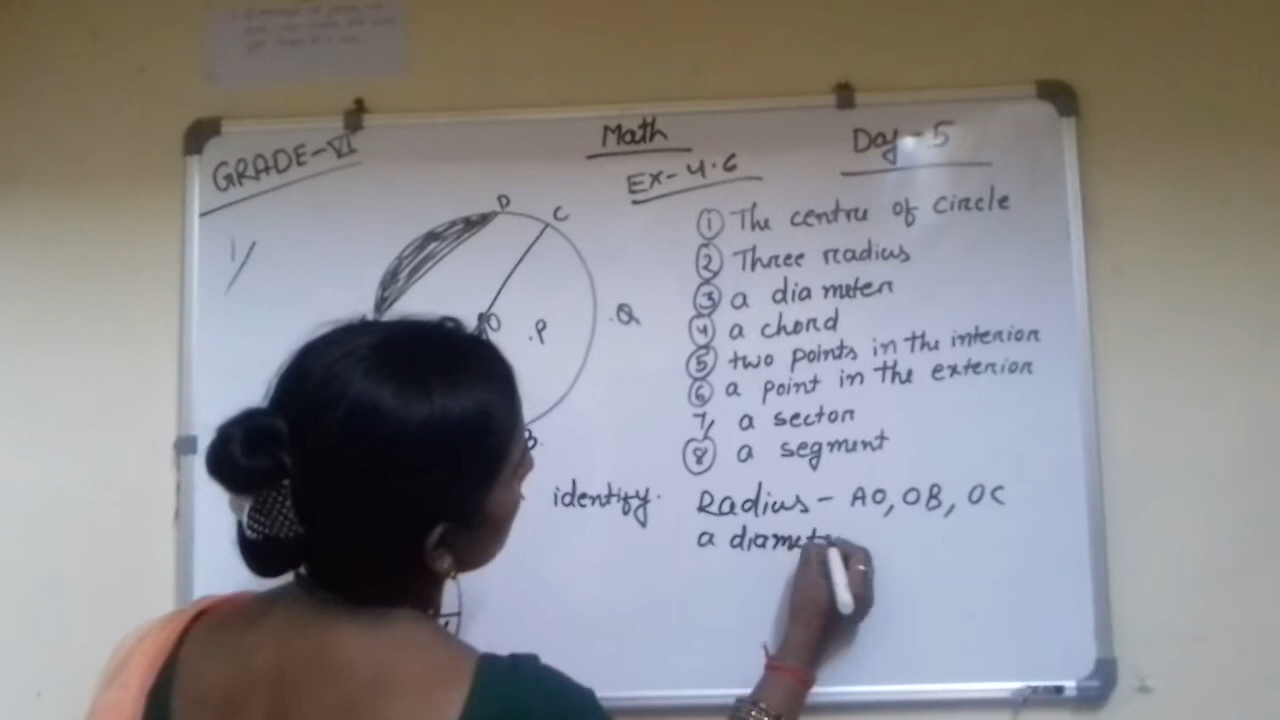 GRADE-VI
Math
Day-5
Ex-4.6
1/
D
C
O
.P
.Q
B
① The centre of circle
② Three radius
③ a diameter
④ a chord
⑤ two points in the interior
⑥ a point in the exterior
7, a sector
⑧ a segment
identify.
Radius - AO, OB, OC
a diamet